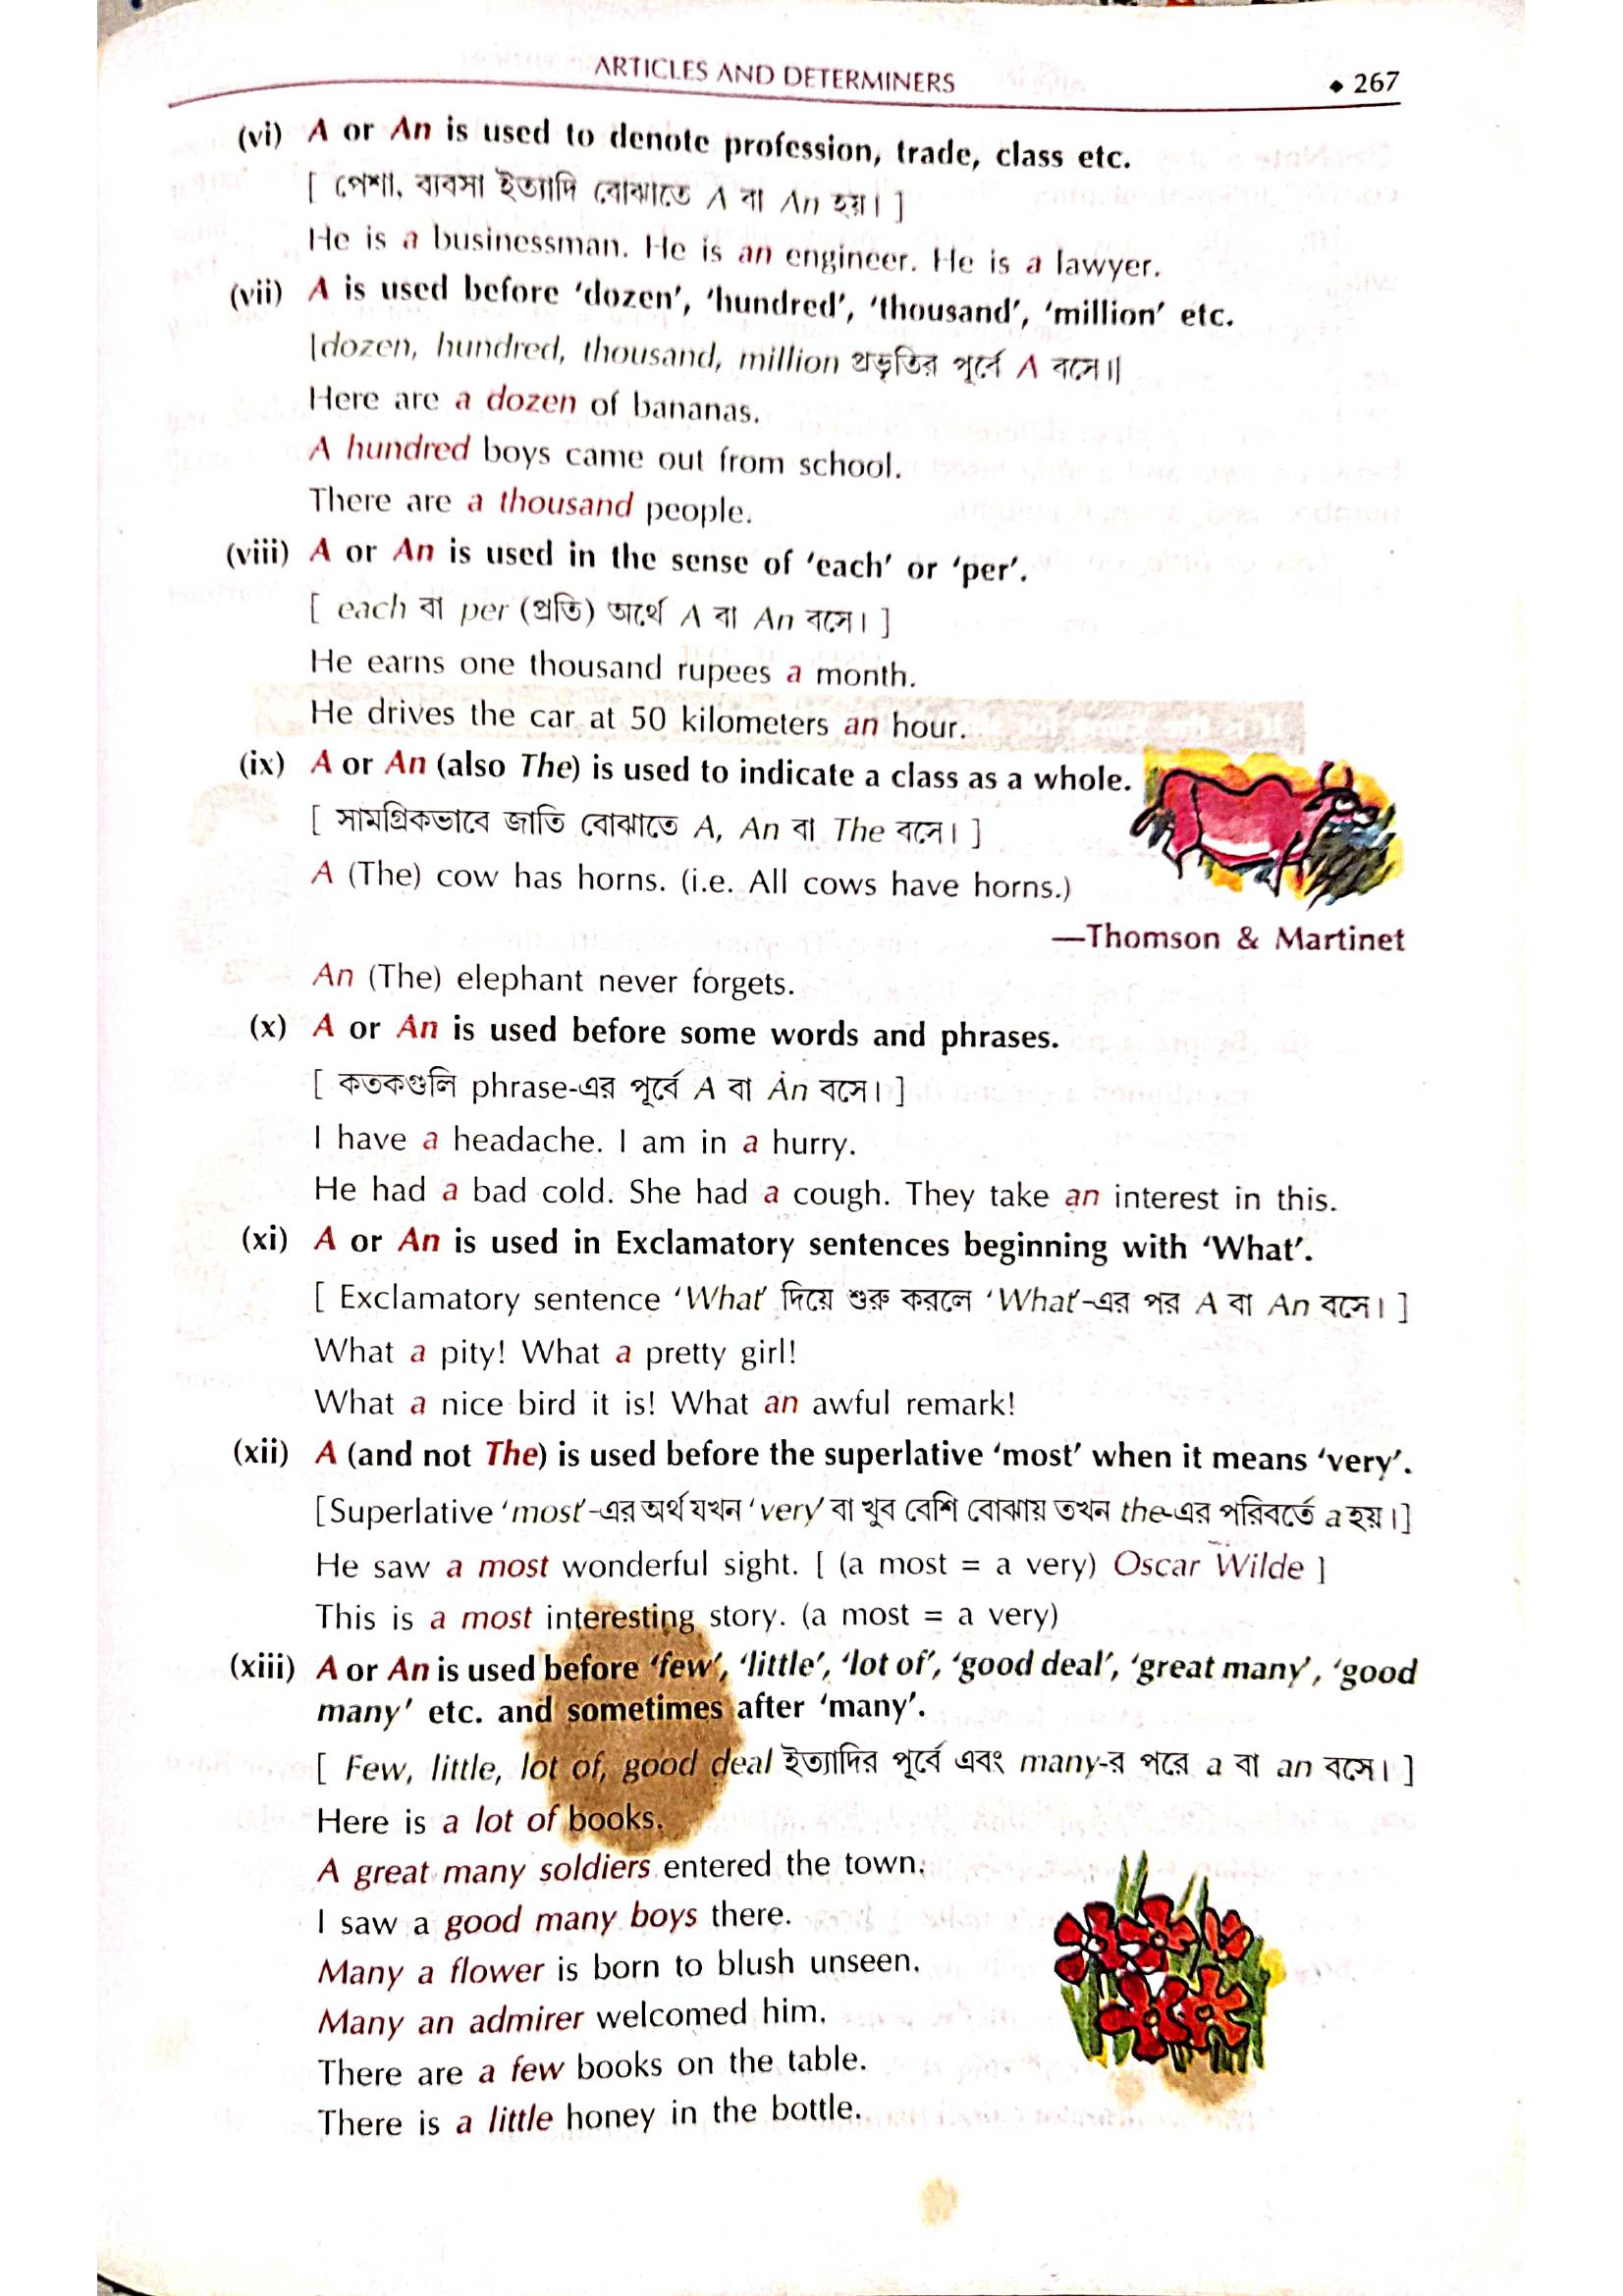 ARTICLES AND DETERMINERS ◆ 267
(vi) A or An is used to denote profession, trade, class etc.
[ পেশা, ব্যবসা ইত্যাদি বোঝাতে A বা An হয়। ]
He is a businessman. He is an engineer. He is a lawyer.
(vii) A is used before ‘dozen’, ‘hundred’, ‘thousand’, ‘million’ etc.
[dozen, hundred, thousand, million প্রভৃতির পূর্বে A বসে।]
Here are a dozen of bananas.
A hundred boys came out from school.
There are a thousand people.
(viii) A or An is used in the sense of ‘each’ or ‘per’.
[ each বা per (প্রতি) অর্থে A বা An বসে। ]
He earns one thousand rupees a month.
He drives the car at 50 kilometers an hour.
(ix) A or An (also The) is used to indicate a class as a whole.
[ সামগ্রিকভাবে জাতি বোঝাতে A, An বা The বসে। ]
A (The) cow has horns. (i.e. All cows have horns.)
—Thomson & Martinet
An (The) elephant never forgets.
(x) A or An is used before some words and phrases.
[ কতকগুলি phrase-এর পূর্বে A বা An বসে। ]
I have a headache. I am in a hurry.
He had a bad cold. She had a cough. They take an interest in this.
(xi) A or An is used in Exclamatory sentences beginning with ‘What’.
[ Exclamatory sentence ‘What’ দিয়ে শুরু করলে ‘What’-এর পর A বা An বসে। ]
What a pity! What a pretty girl!
What a nice bird it is! What an awful remark!
(xii) A (and not The) is used before the superlative ‘most’ when it means ‘very’.
[Superlative ‘most’-এর অর্থ যখন ‘very’ বা খুব বেশি বোঝায় তখন the-এর পরিবর্তে a হয়।]
He saw a most wonderful sight. [ (a most = a very) Oscar Wilde ]
This is a most interesting story. (a most = a very)
(xiii) A or An is used before ‘few’, ‘little’, ‘lot of’, ‘good deal’, ‘great many’, ‘good
many’ etc. and sometimes after ‘many’.
[ Few, little, lot of, good deal ইত্যাদির পূর্বে এবং many-র পরে a বা an বসে। ]
Here is a lot of books.
A great many soldiers entered the town.
I saw a good many boys there.
Many a flower is born to blush unseen.
Many an admirer welcomed him.
There are a few books on the table.
There is a little honey in the bottle.